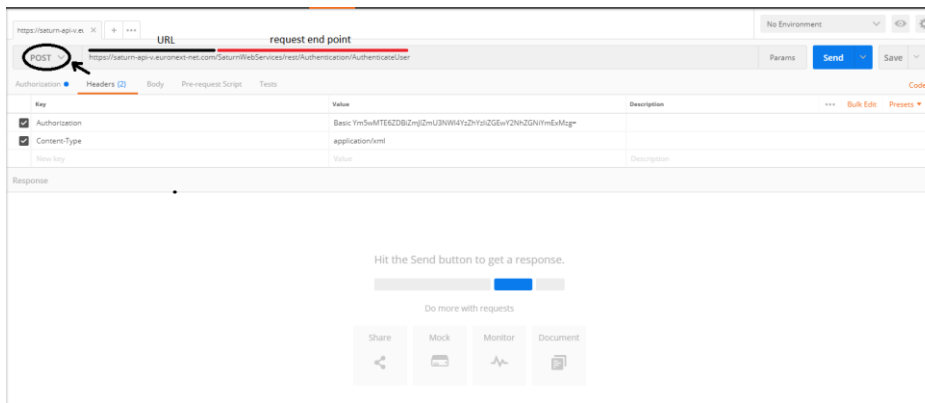 https://saturn-api-v.eu
No Environment
URL
request end point
POST
https://saturn-api-v.euronext-net.com/SaturnWebServices/rest/Authentication/AuthenticateUser
Params
Send
Save
Authorization
Headers (2)
Body
Pre-request Script
Tests
Code
Key
Value
Description
Bulk Edit
Presets
Authorization
Content-Type
application/xml
New key
Value
Description
Response
Hit the Send button to get a response.
Do more with requests
Share
Mock
Monitor
Document